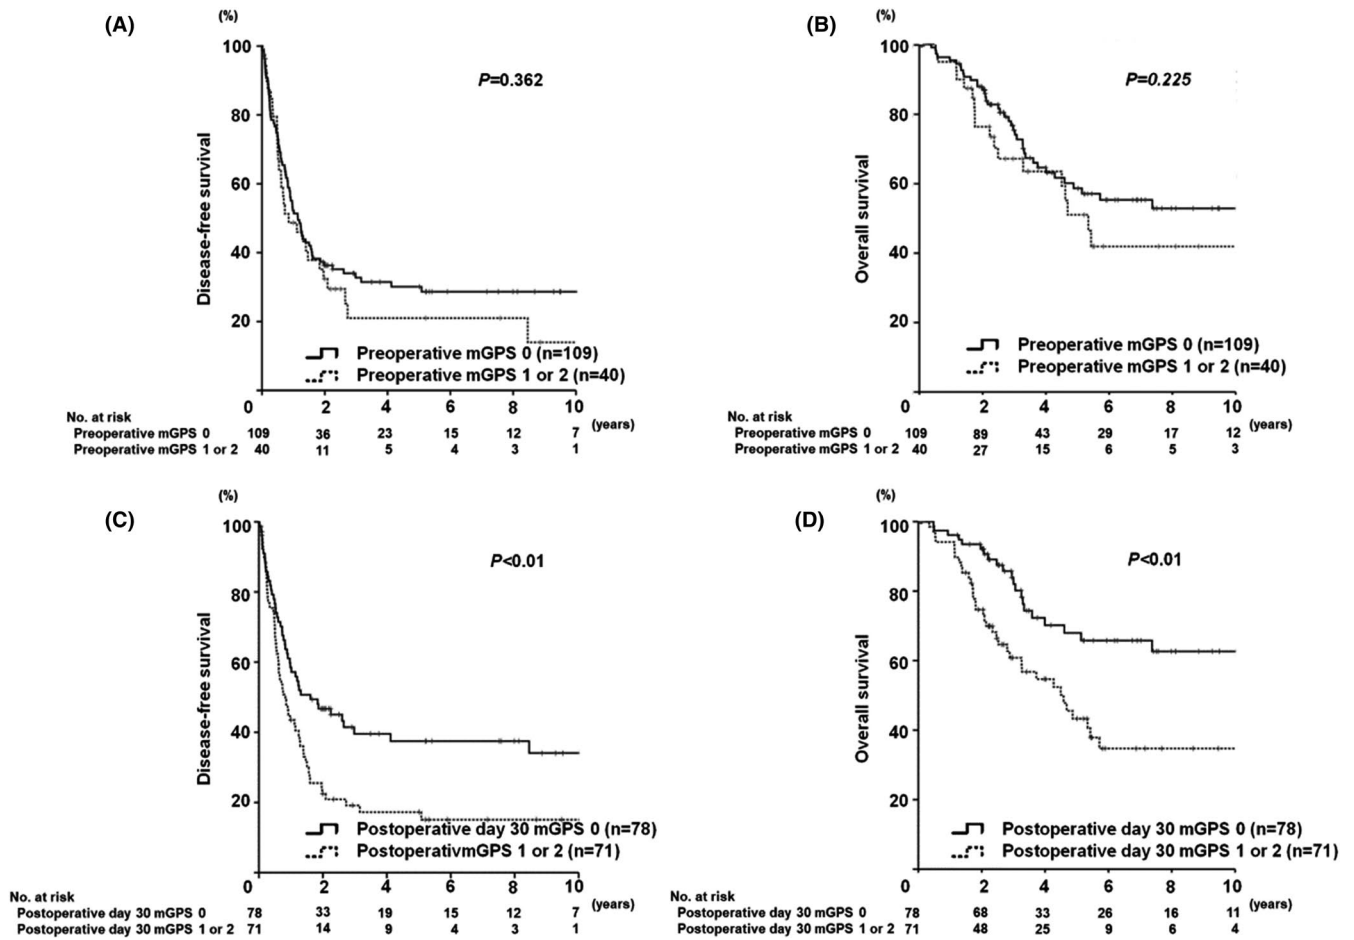 (A)
(%)
100
80
60
40
20
Disease-free survival
P=0.362
Preoperative mGPS 0 (n=109)
Preoperative mGPS 1 or 2 (n=40)
0 2 4 6 8 10
(years)
No. at risk
Preoperative mGPS 0 109 36 23 15 12 7
Preoperative mGPS 1 or 2 40 11 5 4 3 1
(B)
(%)
100
80
60
40
20
Overall survival
P=0.225
Preoperative mGPS 0 (n=109)
Preoperative mGPS 1 or 2 (n=40)
0 2 4 6 8 10
(years)
No. at risk
Preoperative mGPS 0 109 89 43 29 17 12
Preoperative mGPS 1 or 2 40 27 15 6 5 3
(C)
(%)
100
80
60
40
20
Disease-free survival
P<0.01
Postoperative day 30 mGPS 0 (n=78)
PostoperativmGPS 1 or 2 (n=71)
0 2 4 6 8 10
(years)
No. at risk
Postoperative day 30 mGPS 0 78 33 19 15 12 7
Postoperative day 30 mGPS 1 or 2 71 14 9 4 3 1
(D)
(%)
100
80
60
40
20
Overall survival
P<0.01
Postoperative day 30 mGPS 0 (n=78)
Postoperative day 30 mGPS 1 or 2 (n=71)
0 2 4 6 8 10
(years)
No. at risk
Postoperative day 30 mGPS 0 78 68 33 26 16 11
Postoperative day 30 mGPS 1 or 2 71 48 25 9 6 4